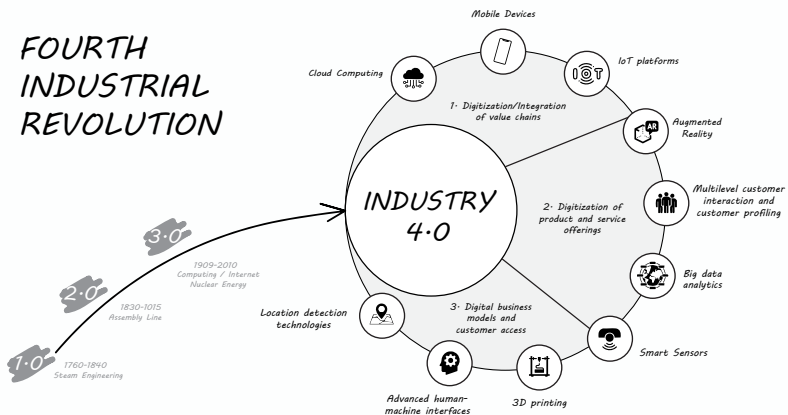 FOURTH
INDUSTRIAL
REVOLUTION
Mobile Devices
Cloud Computing
IoT platforms
IOT
1. Digitization/Integration
of value chains
AR
Augmented
Reality
INDUSTRY
4.0
2. Digitization of
product and service
offerings
Multilevel customer
interaction and
customer profiling
3.0
1909-2010
Computing / Internet
Nuclear Energy
Big data
analytics
2.0
1830-1015
Assembly Line
3. Digital business
models and
customer access
Location detection
technologies
Smart Sensors
1.0
1760-1840
Steam Engineering
Advanced human-
machine interfaces
3D printing